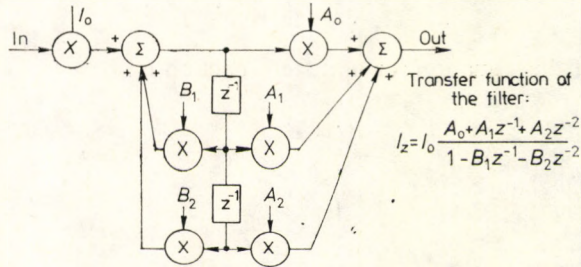 I₀
A₀
In
X
+
Σ
X
+
Σ
Out
+
+
+
+
z⁻¹
B₁
A₁
X
X
B₂
z⁻¹
A₂
X
X
Transfer function of
the filter:
I_z = I₀ (A₀+A₁z⁻¹+A₂z⁻²) / (1-B₁z⁻¹-B₂z⁻²)